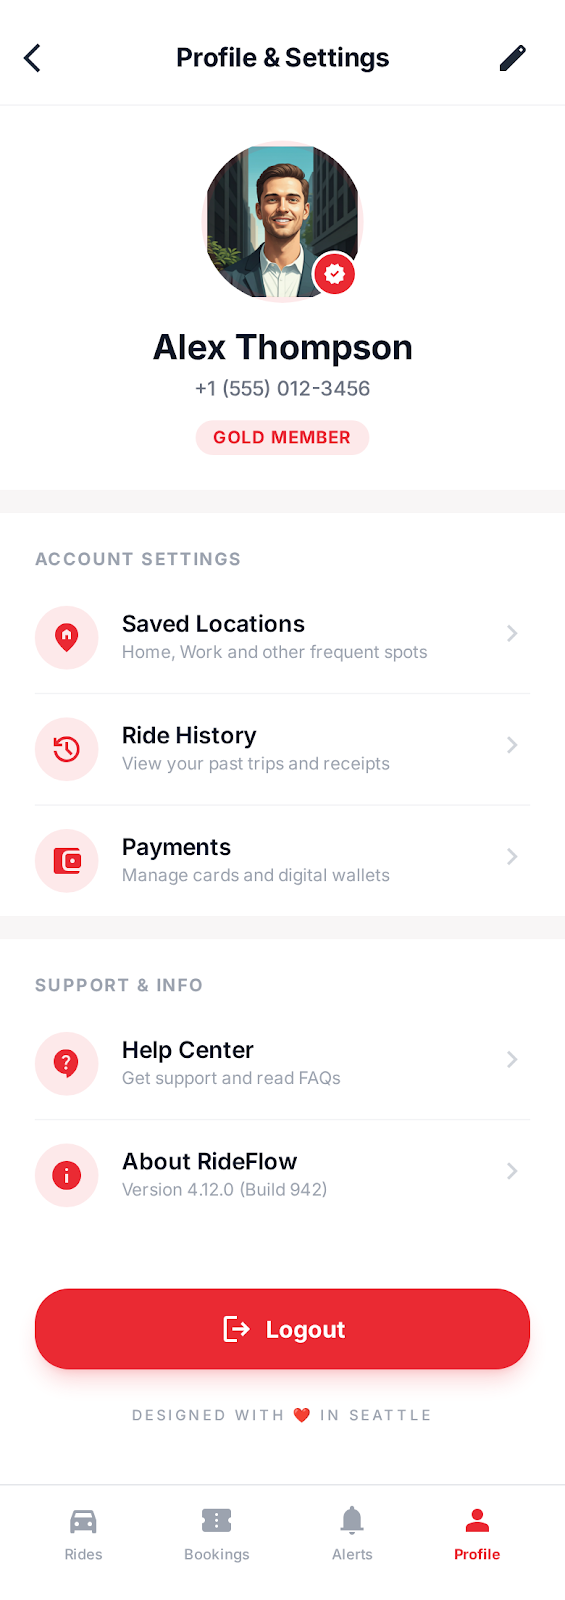 Profile & Settings
Alex Thompson
+1 (555) 012-3456
GOLD MEMBER
ACCOUNT SETTINGS
Saved Locations
Home, Work and other frequent spots
Ride History
View your past trips and receipts
Payments
Manage cards and digital wallets
SUPPORT & INFO
Help Center
Get support and read FAQs
About RideFlow
Version 4.12.0 (Build 942)
Logout
DESIGNED WITH ❤️ IN SEATTLE
Rides Bookings Alerts Profile